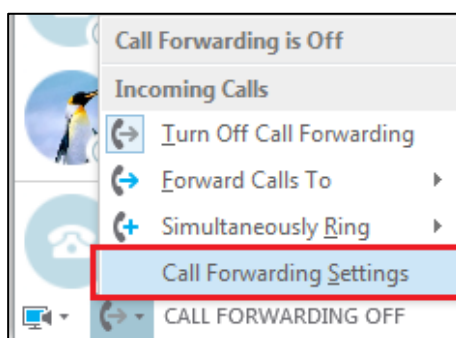 Call Forwarding is Off
Incoming Calls
Turn Off Call Forwarding
Forward Calls To
Simultaneously Ring
Call Forwarding Settings
CALL FORWARDING OFF